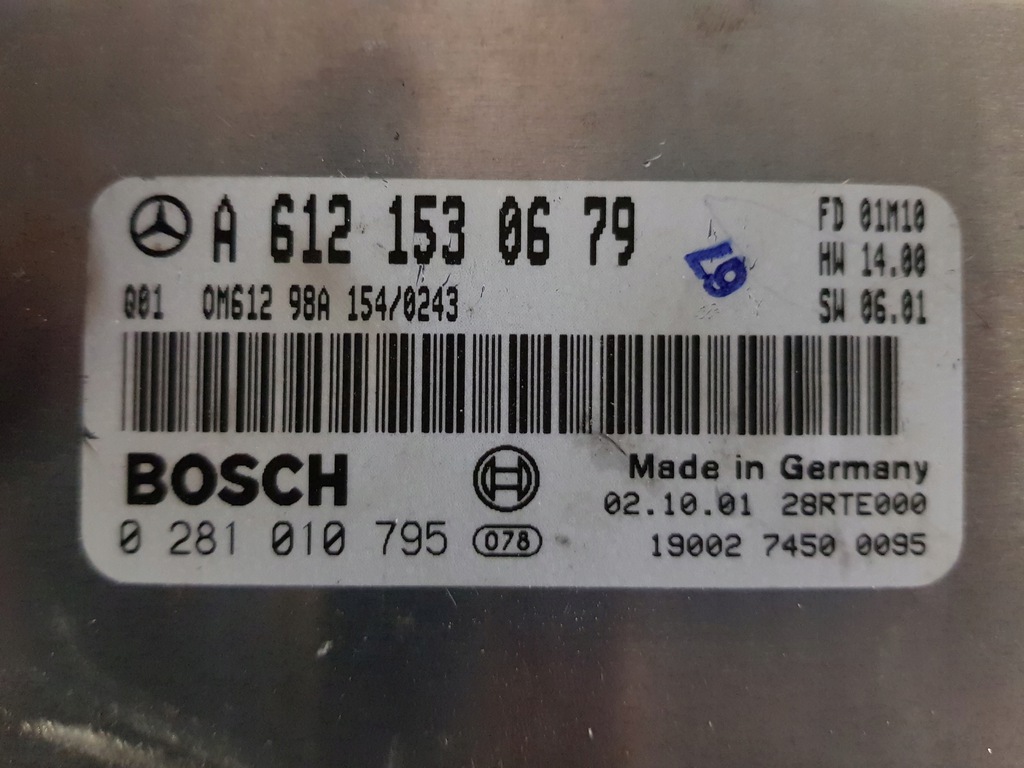 A 612 153 06 79
FD 01M10
HW 14.00
Q01 OM612 98A 154/0243
SW 06.01
BOSCH
Made in Germany
02.10.01 28RTE000
0 281 010 795 078
19002 7450 0095